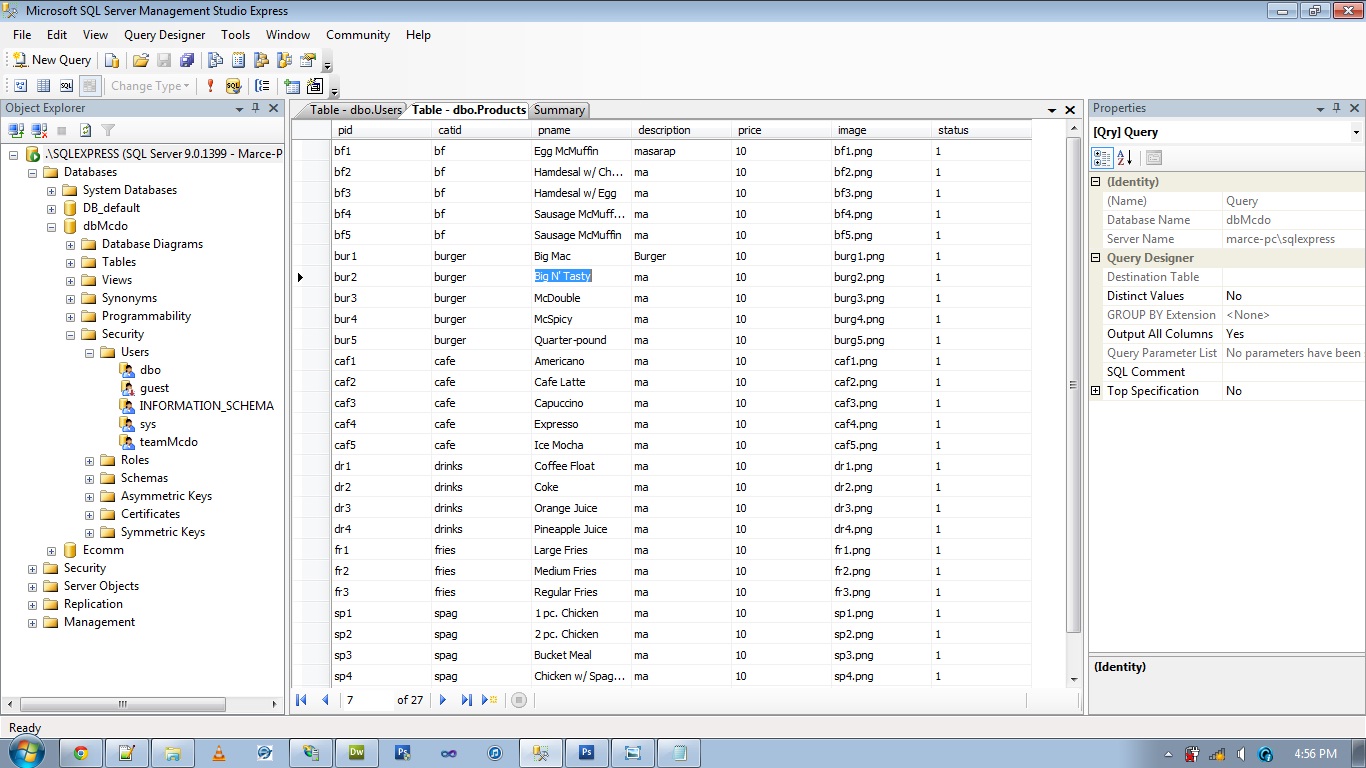 Microsoft SQL Server Management Studio Express
File Edit View Query Designer Tools Window Community Help
New Query
Change Type
Object Explorer
.\SQLEXPRESS (SQL Server 9.0.1399 - Marce-P
Databases
System Databases
DB_default
dbMcdo
Database Diagrams
Tables
Views
Synonyms
Programmability
Security
Users
dbo
guest
INFORMATION_SCHEMA
sys
teamMcdo
Roles
Schemas
Asymmetric Keys
Certificates
Symmetric Keys
Ecomm
Security
Server Objects
Replication
Management
Table - dbo.Users Table - dbo.Products Summary
pid catid pname description price image status
bf1 bf Egg McMuffin masarap 10 bf1.png 1
bf2 bf Hamdesal w/ Ch... ma 10 bf2.png 1
bf3 bf Hamdesal w/ Egg ma 10 bf3.png 1
bf4 bf Sausage McMuff... ma 10 bf4.png 1
bf5 bf Sausage McMuffin ma 10 bf5.png 1
bur1 burger Big Mac Burger 10 burg1.png 1
bur2 burger Big N' Tasty ma 10 burg2.png 1
bur3 burger McDouble ma 10 burg3.png 1
bur4 burger McSpicy ma 10 burg4.png 1
bur5 burger Quarter-pound ma 10 burg5.png 1
caf1 cafe Americano ma 10 caf1.png 1
caf2 cafe Cafe Latte ma 10 caf2.png 1
caf3 cafe Capuccino ma 10 caf3.png 1
caf4 cafe Expresso ma 10 caf4.png 1
caf5 cafe Ice Mocha ma 10 caf5.png 1
dr1 drinks Coffee Float ma 10 dr1.png 1
dr2 drinks Coke ma 10 dr2.png 1
dr3 drinks Orange Juice ma 10 dr3.png 1
dr4 drinks Pineapple Juice ma 10 dr4.png 1
fr1 fries Large Fries ma 10 fr1.png 1
fr2 fries Medium Fries ma 10 fr2.png 1
fr3 fries Regular Fries ma 10 fr3.png 1
sp1 spag 1 pc. Chicken ma 10 sp1.png 1
sp2 spag 2 pc. Chicken ma 10 sp2.png 1
sp3 spag Bucket Meal ma 10 sp3.png 1
sp4 spag Chicken w/ Spag... ma 10 sp4.png 1
7 of 27
Properties
[Qry] Query
(Identity)
(Name) Query
Database Name dbMcdo
Server Name marce-pc\sqlexpress
Query Designer
Destination Table
Distinct Values No
GROUP BY Extension <None>
Output All Columns Yes
Query Parameter List No parameters have been
SQL Comment
Top Specification No
(Identity)
Ready
Dw Ps Ps
4:56 PM